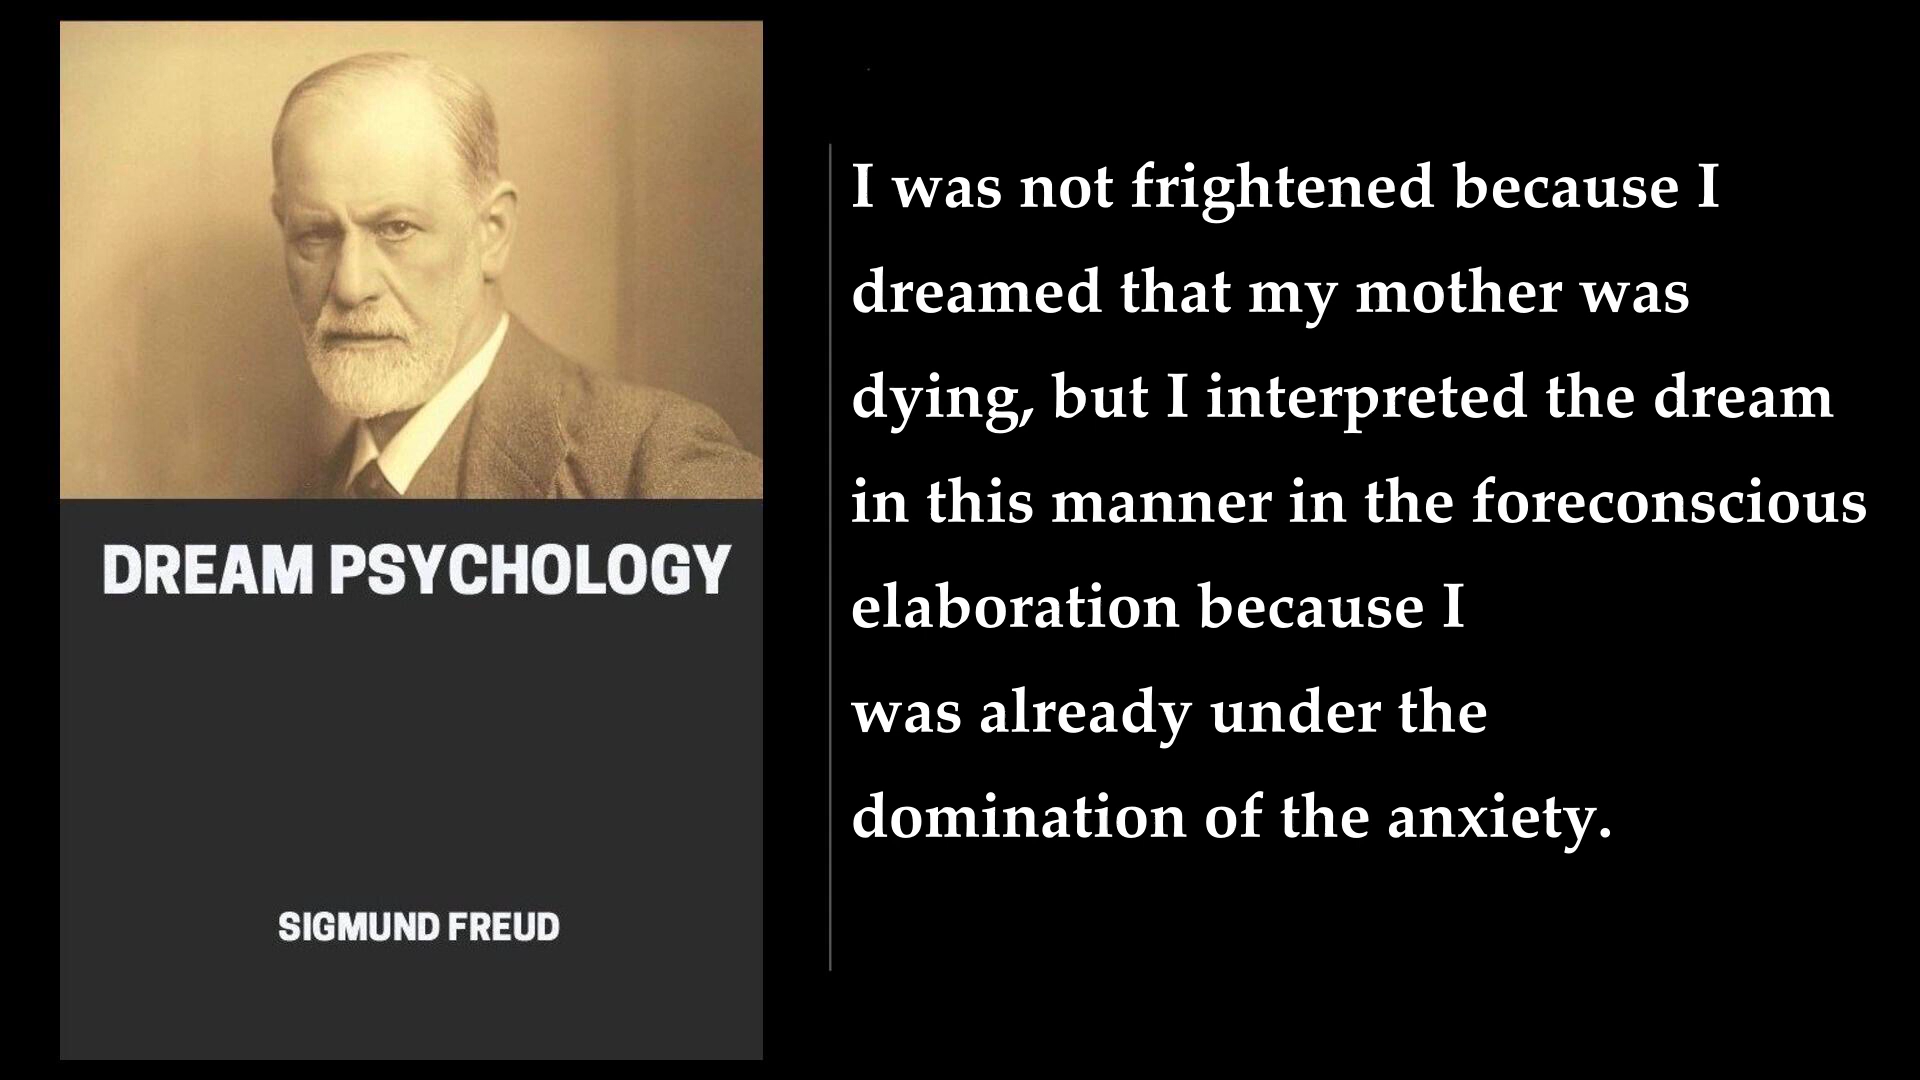 DREAM PSYCHOLOGY
SIGMUND FREUD
I was not frightened because I
dreamed that my mother was
dying, but I interpreted the dream
in this manner in the foreconscious
elaboration because I
was already under the
domination of the anxiety.